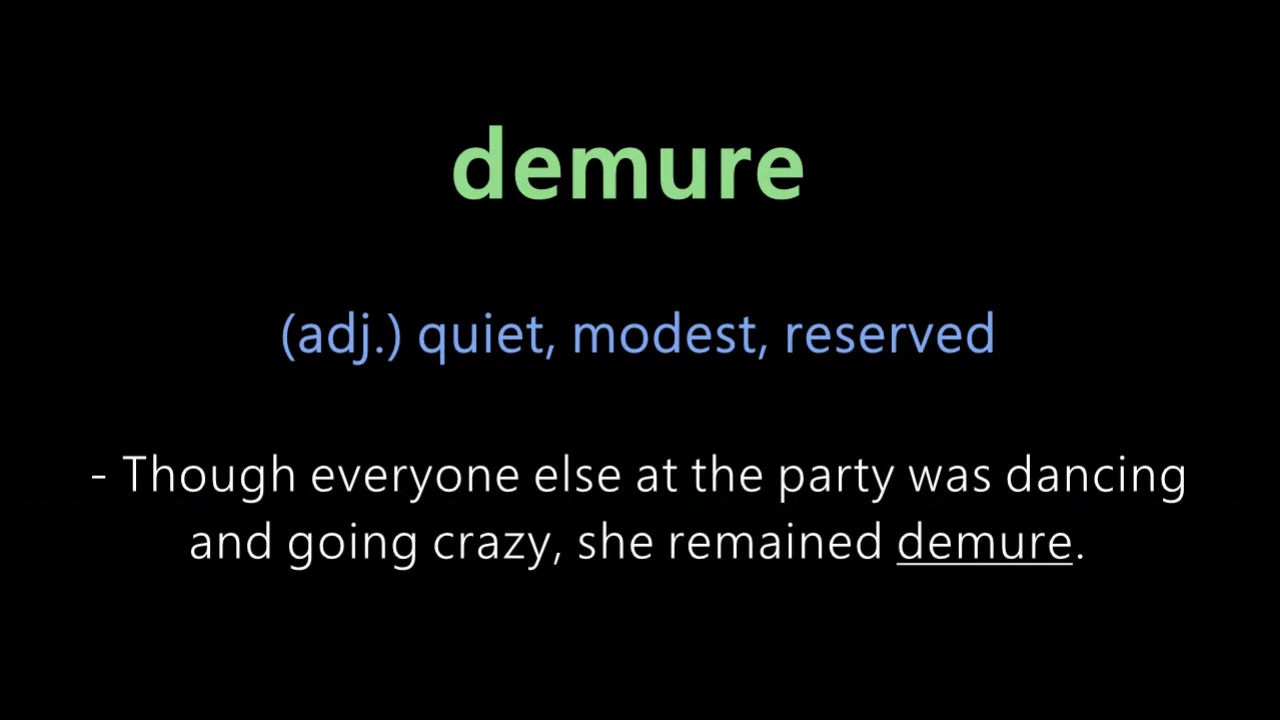 demure
(adj.) quiet, modest, reserved
- Though everyone else at the party was dancing
and going crazy, she remained demure.